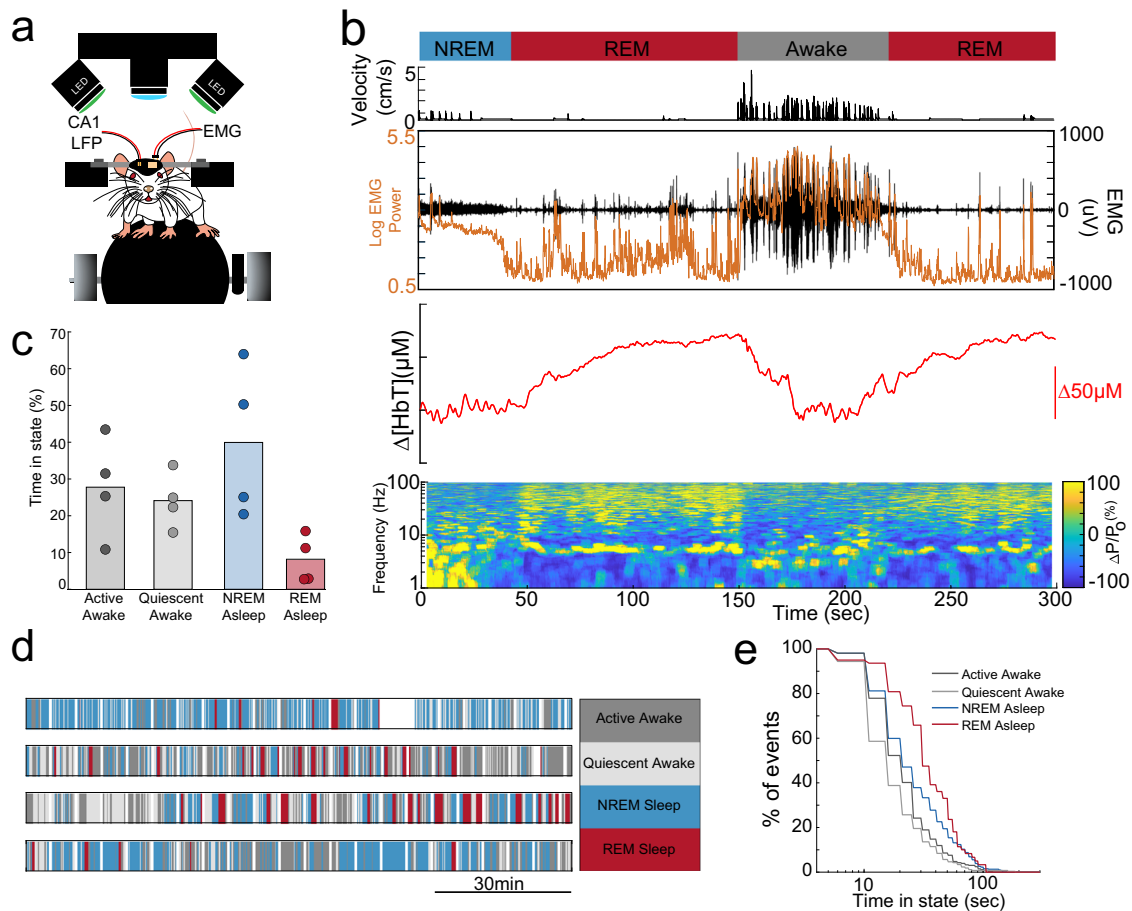 a
LED
LED
CA1
LFP
EMG
b
NREM
REM
Awake
REM
Velocity
(cm/s)
5
0
5.5
Log EMG
Power
0.5
1000
0
-1000
EMG
(uV)
Δ[HbT](μM)
Δ50μM
Frequency (Hz)
100
10
1
0
50
100
150
200
250
300
Time (sec)
100
-100
ΔP/Po(%)
c
Time in state (%)
70
60
50
40
30
20
10
0
Active
Awake
Quiescent
Awake
NREM
Asleep
REM
Asleep
d
Active Awake
Quiescent Awake
NREM Sleep
REM Sleep
30min
e
% of events
100
80
60
40
20
0
Active Awake
Quiescent Awake
NREM Asleep
REM Asleep
10
100
Time in state (sec)